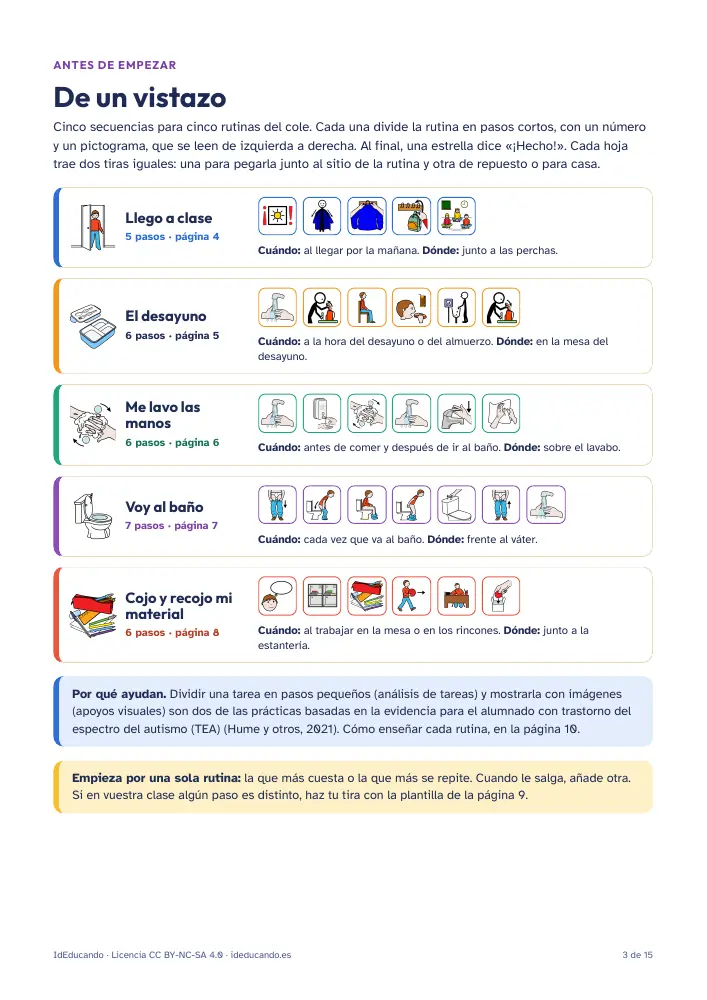 ANTES DE EMPEZAR
De un vistazo
Cinco secuencias para cinco rutinas del cole. Cada una divide la rutina en pasos cortos, con un número
y un pictograma, que se leen de izquierda a derecha. Al final, una estrella dice «¡Hecho!». Cada hoja
trae dos tiras iguales: una para pegarla junto al sitio de la rutina y otra de repuesto o para casa.
Llego a clase
5 pasos · página 4
Cuándo: al llegar por la mañana. Dónde: junto a las perchas.
El desayuno
6 pasos · página 5
Cuándo: a la hora del desayuno o del almuerzo. Dónde: en la mesa del
desayuno.
Me lavo las
manos
6 pasos · página 6
Cuándo: antes de comer y después de ir al baño. Dónde: sobre el lavabo.
Voy al baño
7 pasos · página 7
Cuándo: cada vez que va al baño. Dónde: frente al váter.
Cojo y recojo mi
material
6 pasos · página 8
Cuándo: al trabajar en la mesa o en los rincones. Dónde: junto a la
estantería.
Por qué ayudan. Dividir una tarea en pasos pequeños (análisis de tareas) y mostrarla con imágenes
(apoyos visuales) son dos de las prácticas basadas en la evidencia para el alumnado con trastorno del
espectro del autismo (TEA) (Hume y otros, 2021). Cómo enseñar cada rutina, en la página 10.
Empieza por una sola rutina: la que más cuesta o la que más se repite. Cuando le salga, añade otra.
Si en vuestra clase algún paso es distinto, haz tu tira con la plantilla de la página 9.
IdEducando · Licencia CC BY-NC-SA 4.0 · ideducando.es
3 de 15